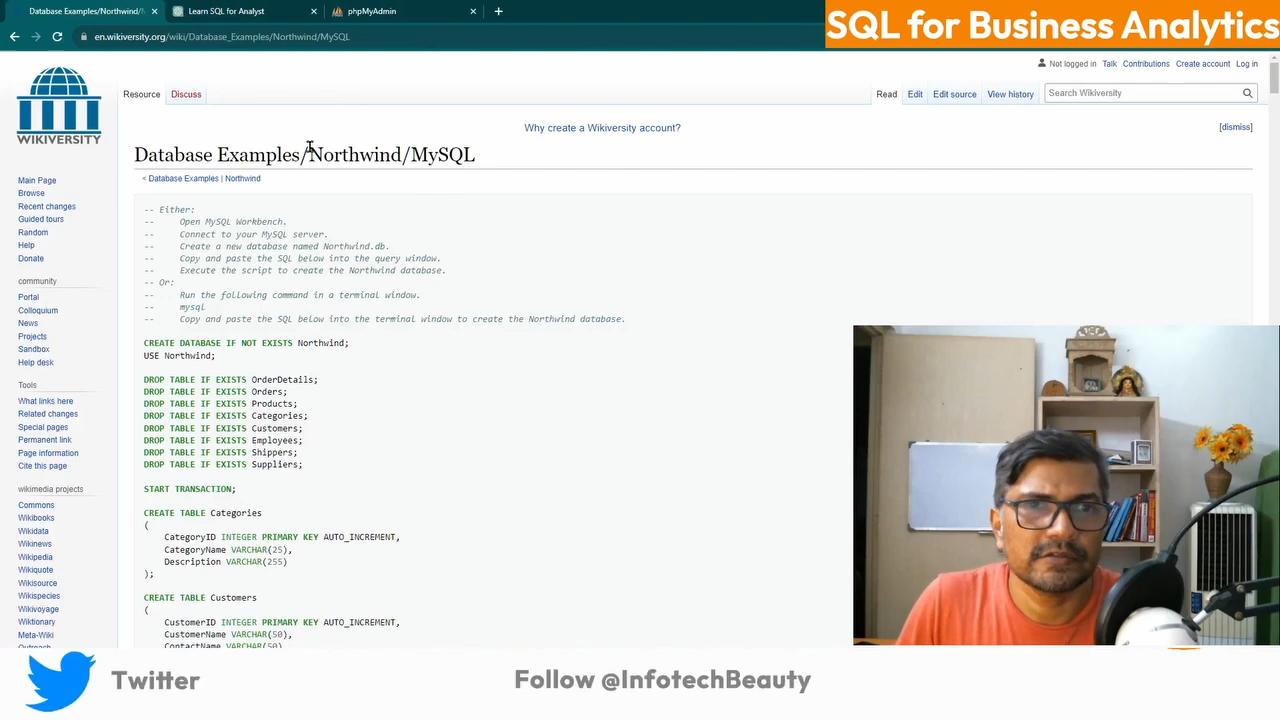 Database Examples/Northwind/M
Learn SQL for Analyst
phpMyAdmin
SQL for Business Analytics
en.wikiversity.org/wiki/Database_Examples/Northwind/MySQL
Not logged in Talk Contributions Create account Log in
WIKIVERSITY
Resource Discuss
Read Edit Edit source View history
Search Wikiversity
Why create a Wikiversity account?
[dismiss]
Database Examples/Northwind/MySQL
< Database Examples | Northwind
Main Page
Browse
Recent changes
Guided tours
Random
Help
Donate
community
Portal
Colloquium
News
Projects
Sandbox
Help desk
Tools
What links here
Related changes
Special pages
Permanent link
Page information
Cite this page
wikimedia projects
Commons
Wikibooks
Wikidata
Wikinews
Wikipedia
Wikiquote
Wikisource
Wikispecies
Wikivoyage
Wiktionary
Meta-Wiki
Outreach
-- Either:
-- Open MySQL Workbench.
-- Connect to your MySQL server.
-- Create a new database named Northwind.db.
-- Copy and paste the SQL below into the query window.
-- Execute the script to create the Northwind database.
-- Or:
-- Run the following command in a terminal window.
-- mysql
-- Copy and paste the SQL below into the terminal window to create the Northwind database.
CREATE DATABASE IF NOT EXISTS Northwind;
USE Northwind;
DROP TABLE IF EXISTS OrderDetails;
DROP TABLE IF EXISTS Orders;
DROP TABLE IF EXISTS Products;
DROP TABLE IF EXISTS Categories;
DROP TABLE IF EXISTS Customers;
DROP TABLE IF EXISTS Employees;
DROP TABLE IF EXISTS Shippers;
DROP TABLE IF EXISTS Suppliers;
START TRANSACTION;
CREATE TABLE Categories
(
CategoryID INTEGER PRIMARY KEY AUTO_INCREMENT,
CategoryName VARCHAR(25),
Description VARCHAR(255)
);
CREATE TABLE Customers
(
CustomerID INTEGER PRIMARY KEY AUTO_INCREMENT,
CustomerName VARCHAR(50),
ContactName VARCHAR(50),
Twitter
Follow @InfotechBeauty